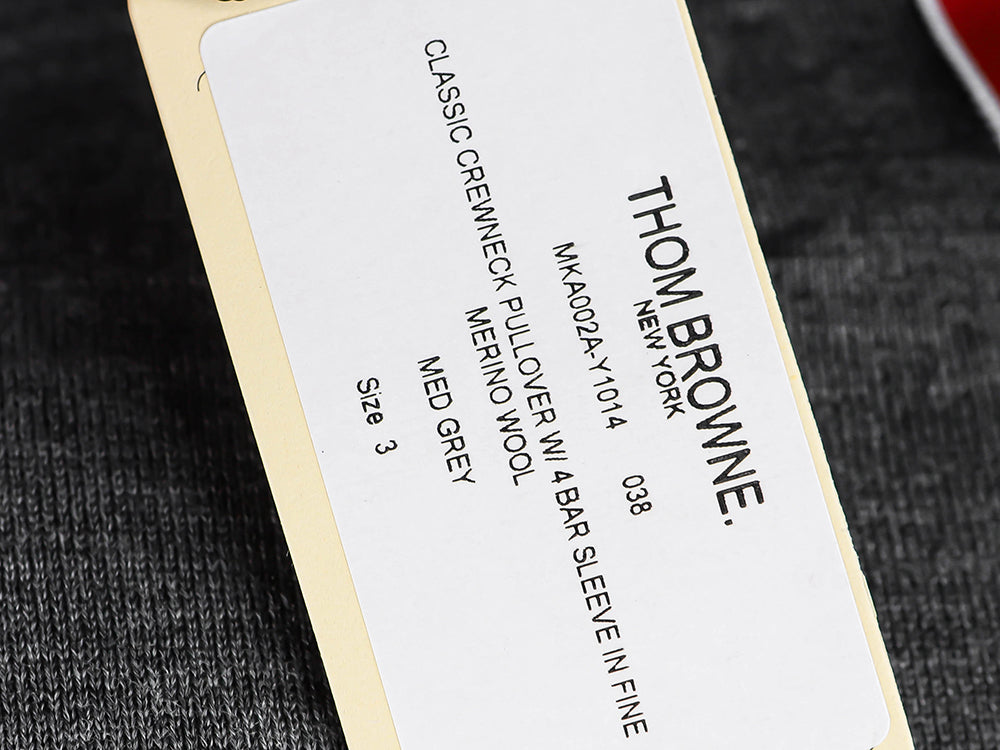 THOM BROWNE.
NEW YORK
MKA002A-Y1014 038
CLASSIC CREWNECK PULLOVER W/ 4 BAR SLEEVE IN FINE
MERINO WOOL
MED GREY
Size 3